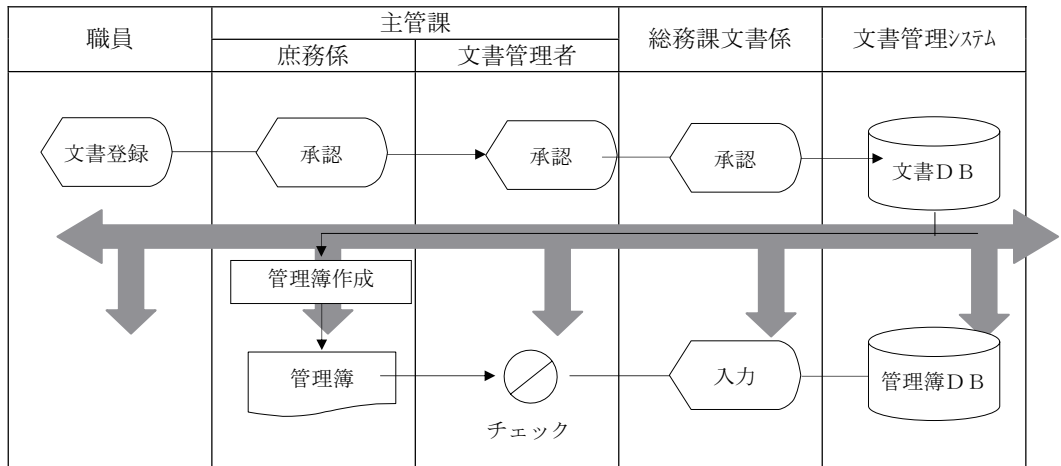 職員
主管課
庶務係
文書管理者
総務課文書係
文書管理ｼｽﾃﾑ
文書登録
承認
承認
承認
文書ＤＢ
管理簿作成
管理簿
チェック
入力
管理簿ＤＢ